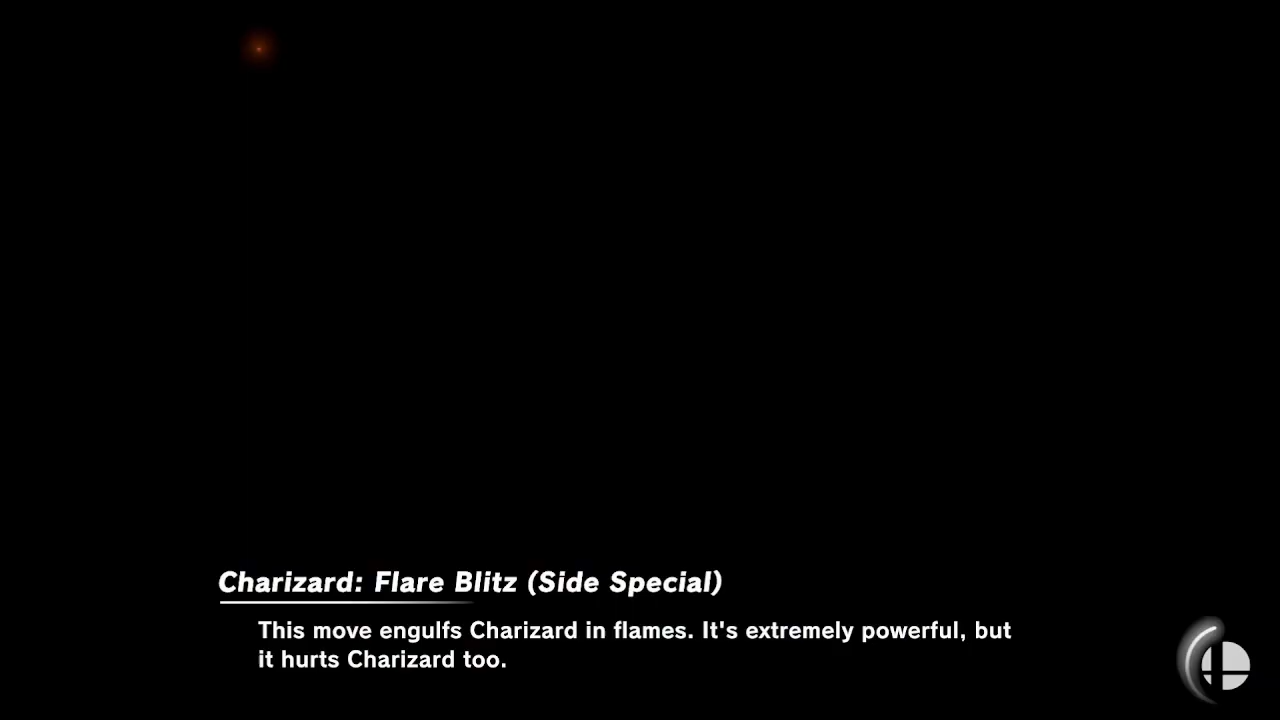 Charizard: Flare Blitz (Side Special)
This move engulfs Charizard in flames. It's extremely powerful, but
it hurts Charizard too.